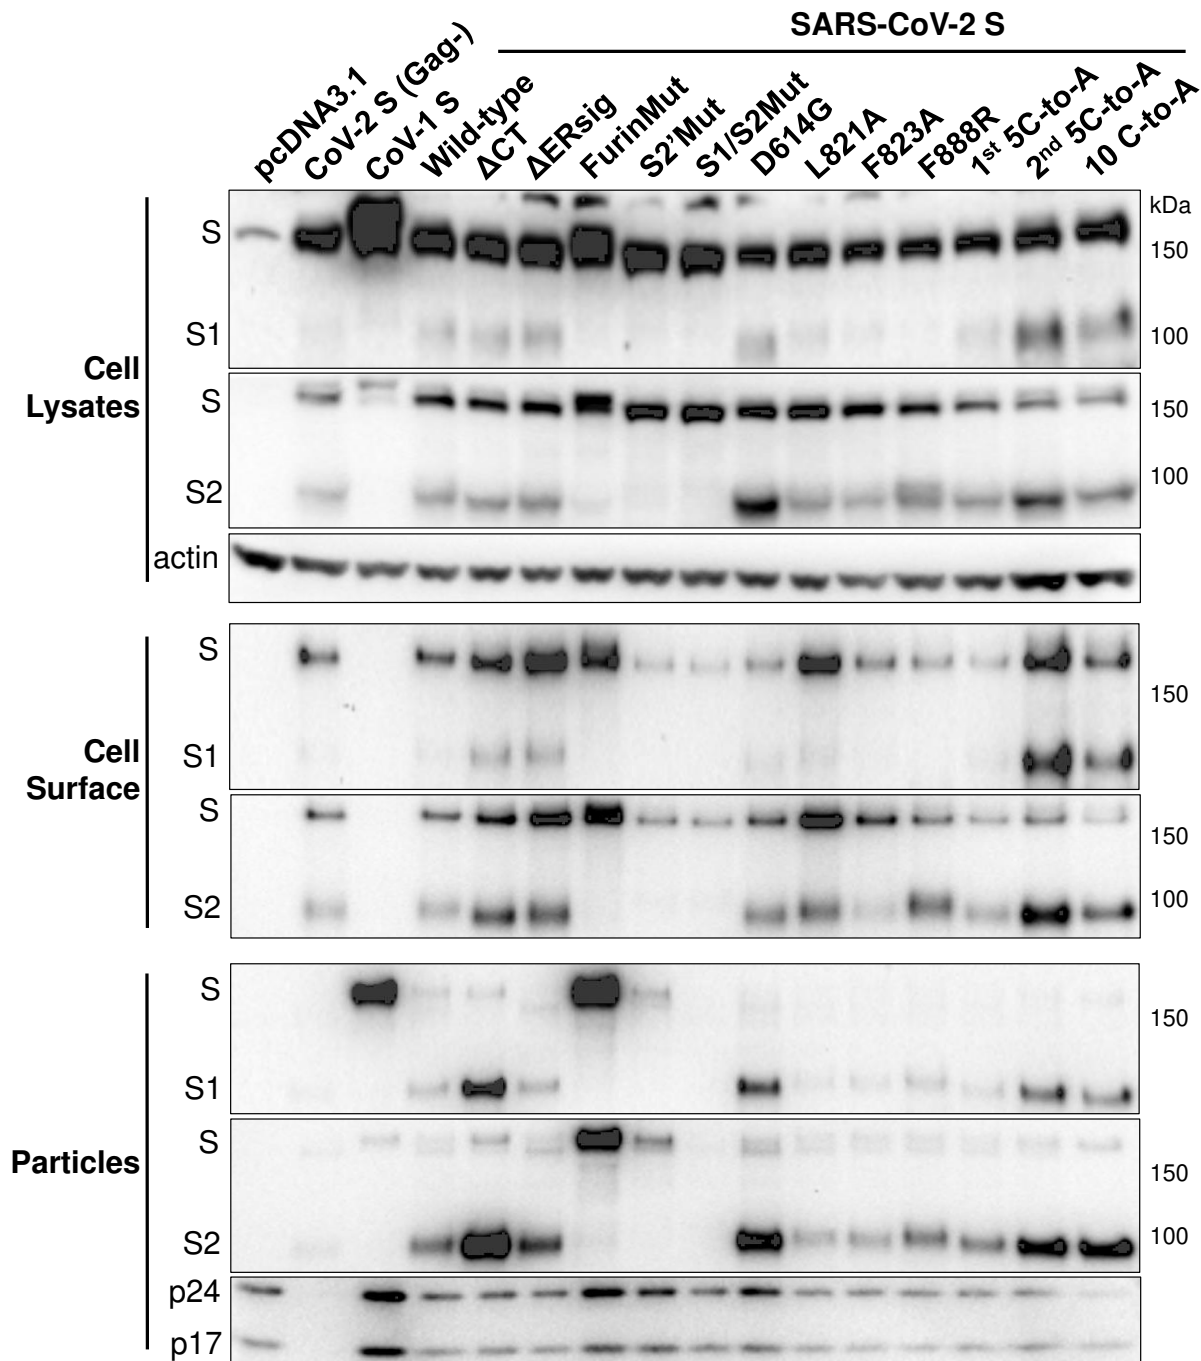 SARS-CoV-2 S
pcDNA3.1
CoV-2 S (Gag-)
CoV-1 S
Wild-type
ΔCT
ΔERsig
FurinMut
S2'Mut
S1/S2Mut
D614G
L821A
F823A
F888R
1st 5C-to-A
2nd 5C-to-A
10 C-to-A
kDa
S
150
S1
100
Cell
Lysates
S
150
S2
100
actin
S
150
S1
Cell
Surface
S
150
S2
100
S
150
S1
S
Particles
150
S2
100
p24
p17